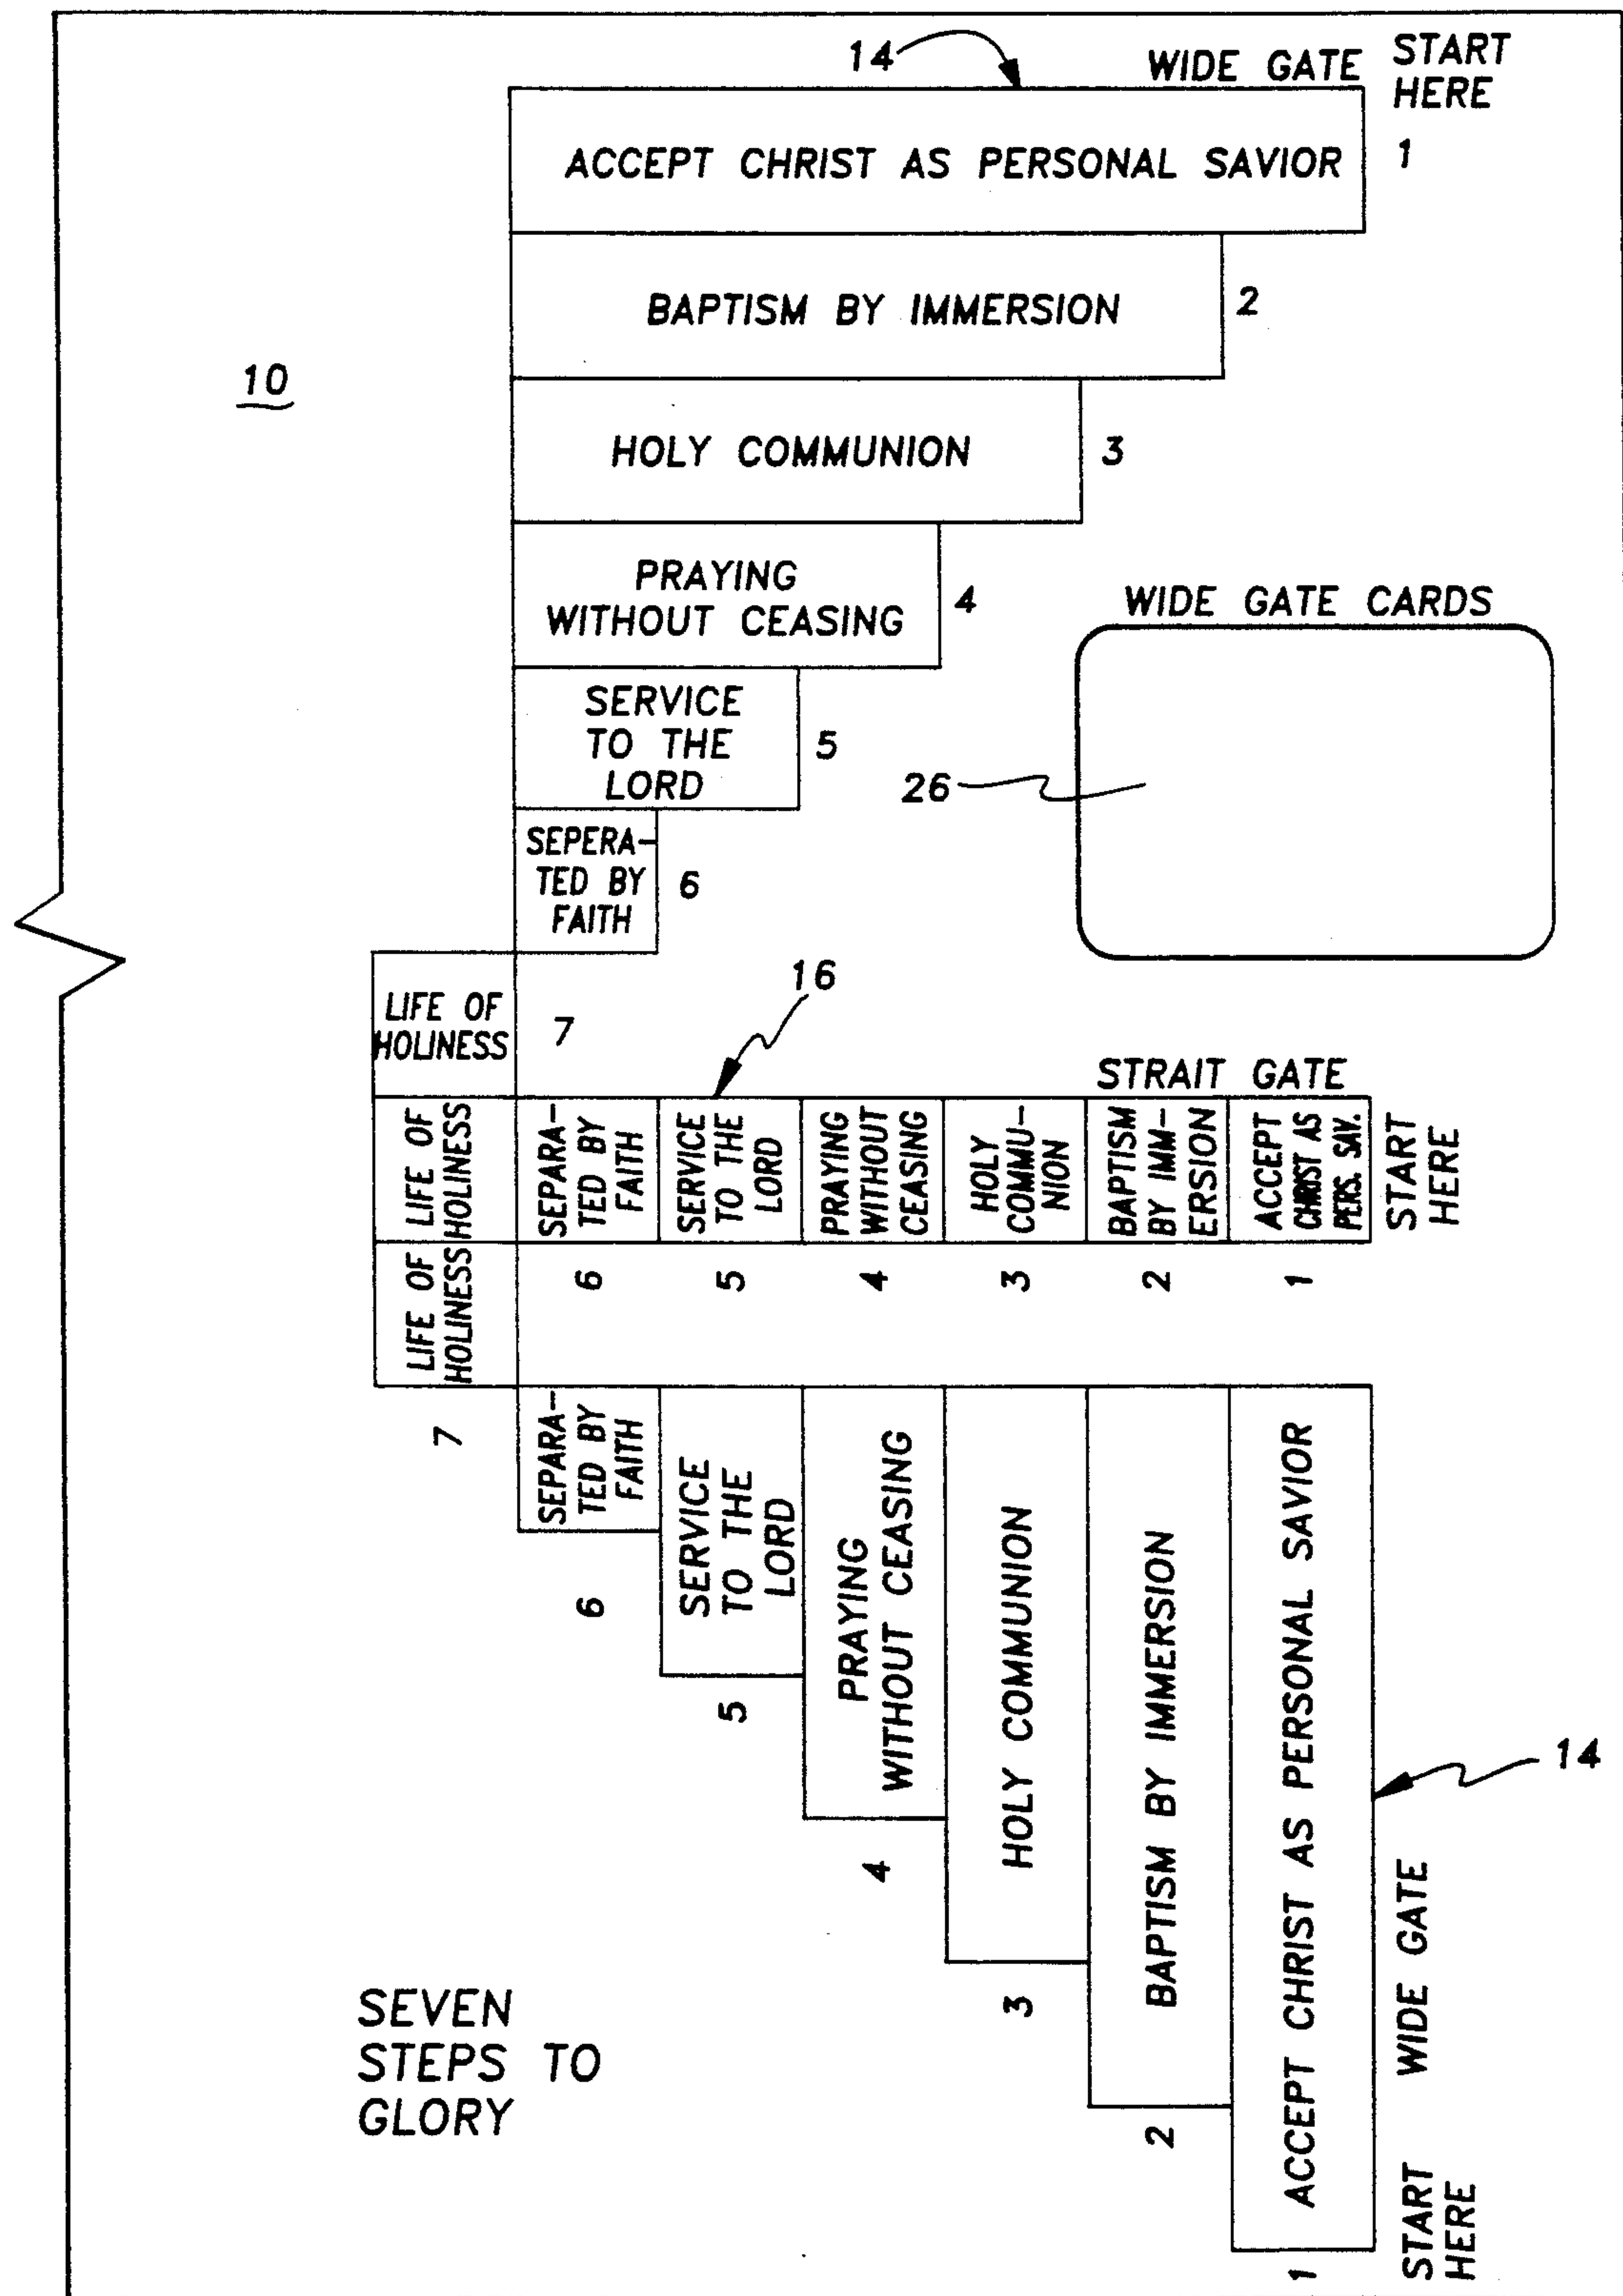 14
WIDE GATE
START
HERE
ACCEPT CHRIST AS PERSONAL SAVIOR
1
BAPTISM BY IMMERSION
2
10
HOLY COMMUNION
3
PRAYING
WITHOUT CEASING
4
WIDE GATE CARDS
SERVICE
TO THE
LORD
5
26
SEPERA-
TED BY
FAITH
6
LIFE OF
HOLINESS
7
16
STRAIT GATE
LIFE OF
HOLINESS
SEPARA-
TED BY
FAITH
SERVICE
TO THE
LORD
PRAYING
WITHOUT
CEASING
HOLY
COMMU-
NION
BAPTISM
BY IMM-
ERSION
ACCEPT
CHRIST AS
PERS. SAV.
START
HERE
6
5
4
3
2
1
LIFE OF
HOLINESS
7
SEPARA-
TED BY
FAITH
6
SERVICE
TO THE
LORD
5
PRAYING
WITHOUT CEASING
4
HOLY COMMUNION
3
BAPTISM BY IMMERSION
2
ACCEPT CHRIST AS PERSONAL SAVIOR
1
14
WIDE GATE
START
HERE
SEVEN
STEPS TO
GLORY